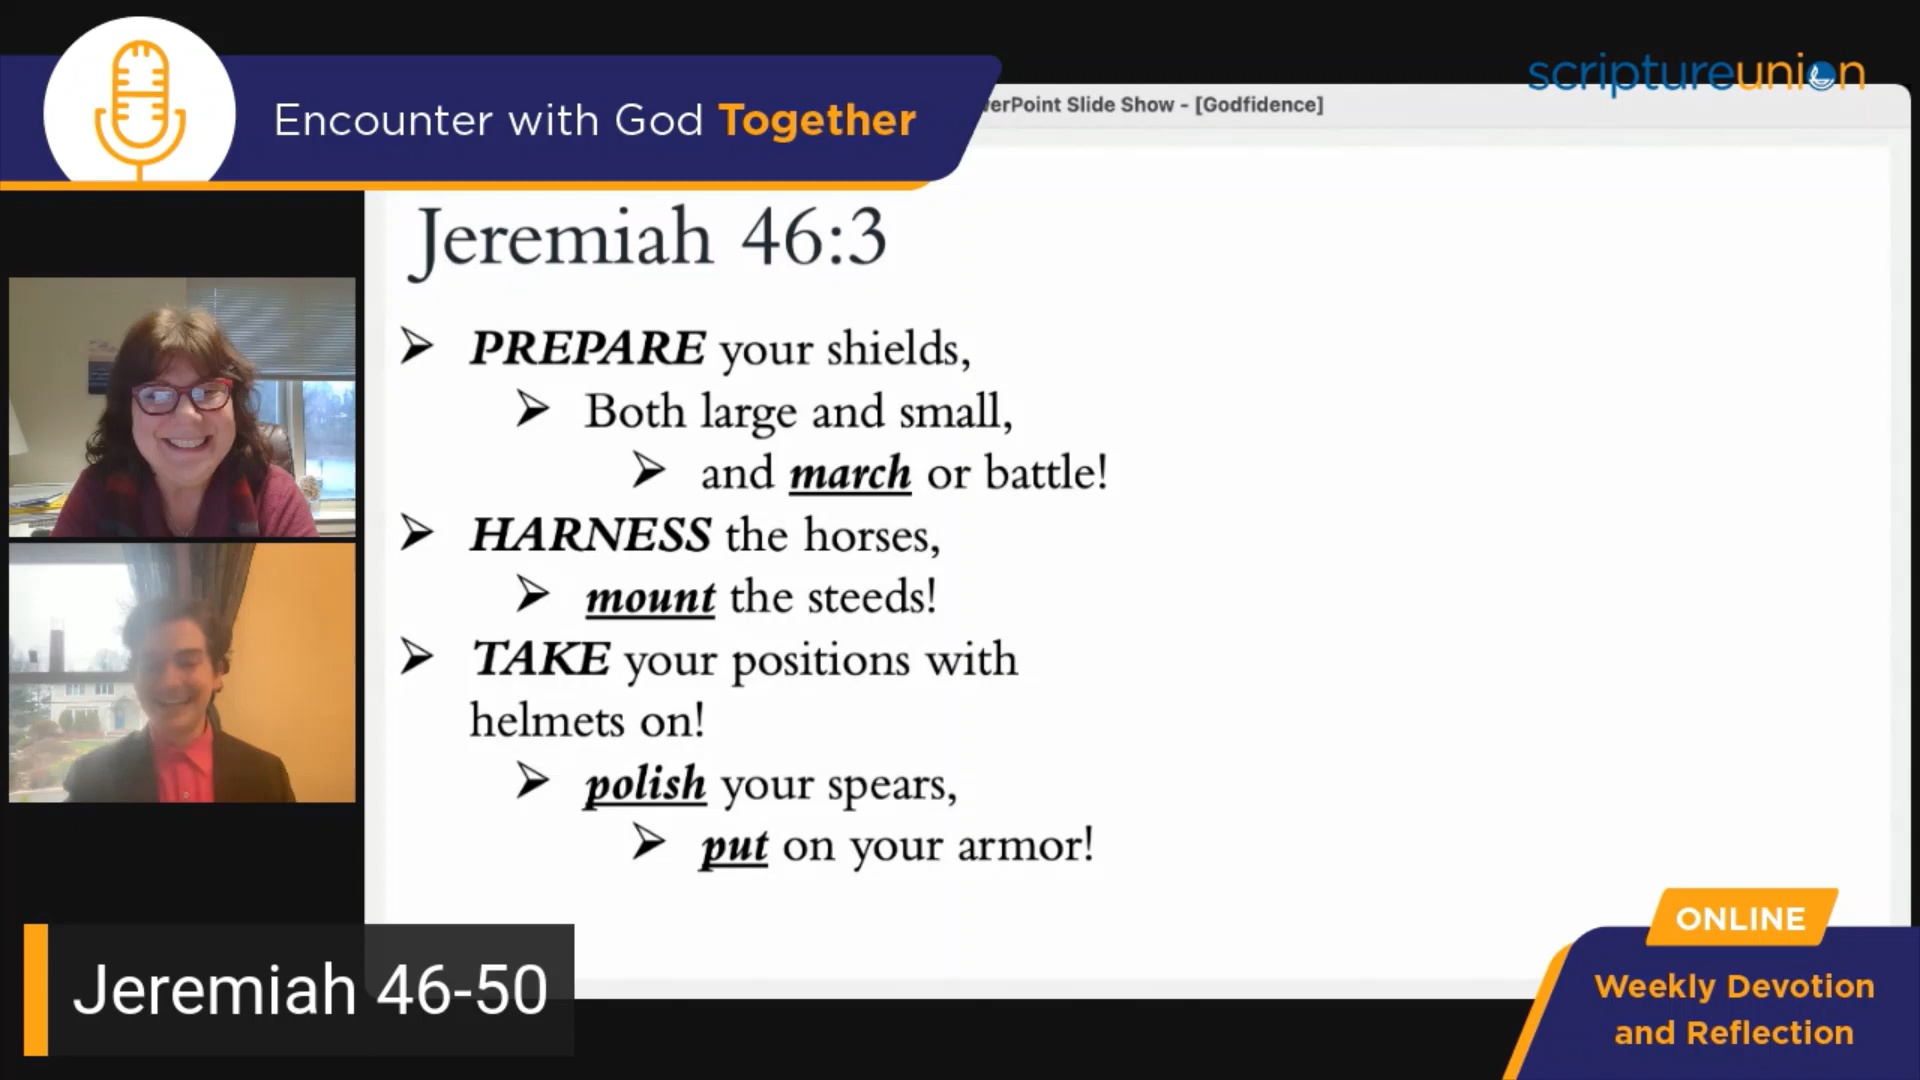 Encounter with God Together
scriptureunion
erPoint Slide Show - [Godfidence]
Jeremiah 46:3
PREPARE your shields,
Both large and small,
and march or battle!
HARNESS the horses,
mount the steeds!
TAKE your positions with
helmets on!
polish your spears,
put on your armor!
Jeremiah 46-50
ONLINE
Weekly Devotion
and Reflection